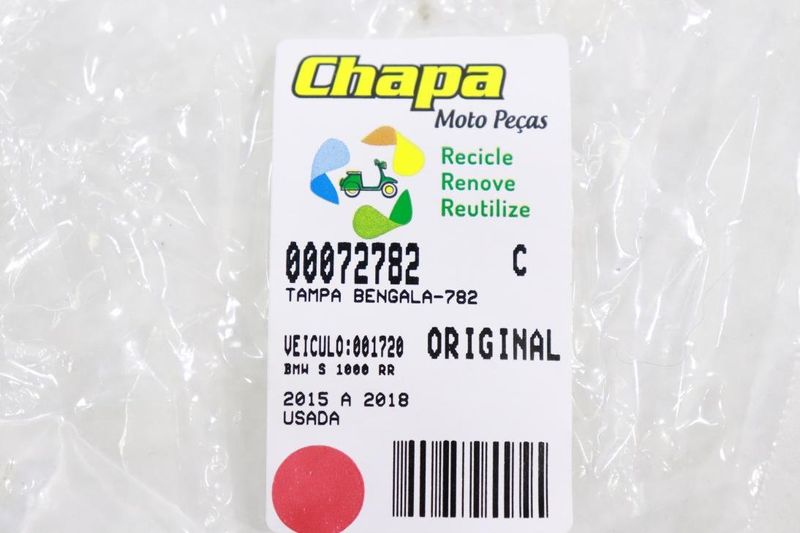 Chapa
Moto Peças
Recicle
Renove
Reutilize
00072782 C
TAMPA BENGALA-782
VEICULO:001720 ORIGINAL
BMW S 1000 RR
2015 A 2018
USADA